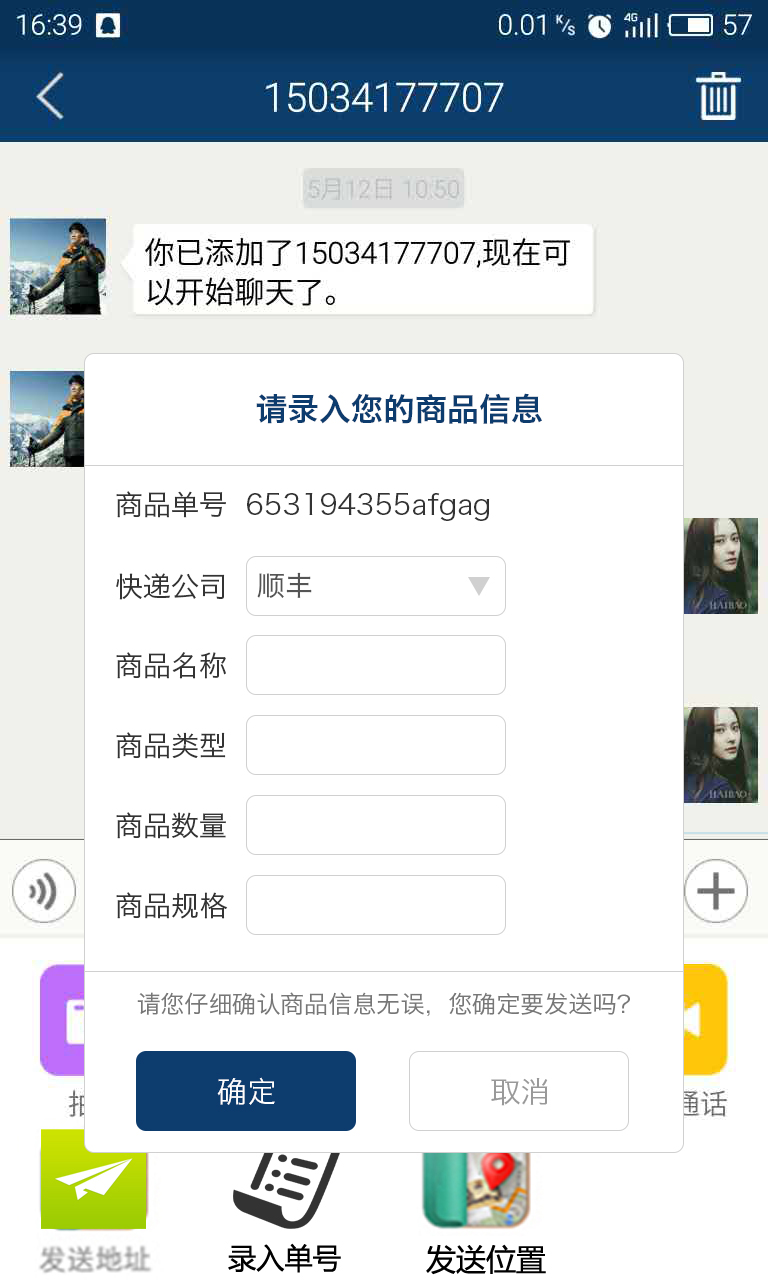 16:39 0.01 K/s 4G 57
15034177707
5月12日 10:50
你已添加了15034177707,现在可
以开始聊天了。
请录入您的商品信息
商品单号 653194355afgag
快递公司 顺丰
商品名称
商品类型
商品数量
商品规格
HAIBAO
HAIBAO
请您仔细确认商品信息无误，您确定要发送吗?
确定 取消
通话
发送地址 录入单号 发送位置